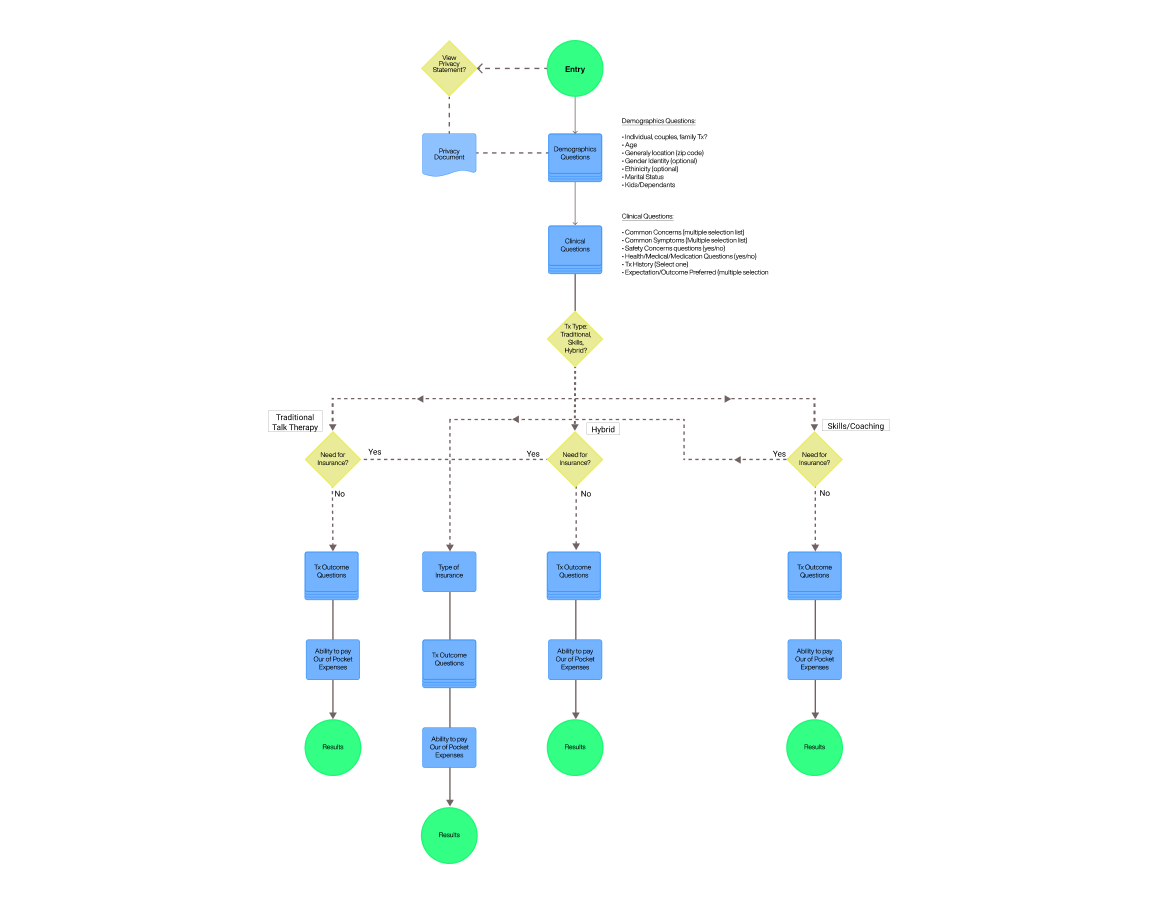 View
Privacy
Statement?
Entry
Demographics Questions:
• Individual, couples, family Tx?
• Age
• Generaly location (zip code)
• Gender Identity (optional)
• Ethinicity (optional)
• Marital Status
• Kids/Dependants
Privacy
Document
Demographics
Questions
Clinical Questions:
• Common Concerns (multiple selection list)
• Common Symptoms (Multiple selection list)
• Safety Concerns questions (yes/no)
• Health/Medical/Medication Questions (yes/no)
• Tx History (Select one)
• Expectation/Outcome Preferred (multiple selection
Clinical
Questions
Tx Type:
Traditional,
Skills,
Hybrid?
Traditional
Talk Therapy
Hybrid
Skills/Coaching
Need for
Insurance?
Yes
Yes
Need for
Insurance?
Yes
Need for
Insurance?
No
No
No
Tx Outcome
Questions
Type of
Insurance
Tx Outcome
Questions
Tx Outcome
Questions
Ability to pay
Our of Pocket
Expenses
Tx Outcome
Questions
Ability to pay
Our of Pocket
Expenses
Ability to pay
Our of Pocket
Expenses
Results
Ability to pay
Our of Pocket
Expenses
Results
Results
Results